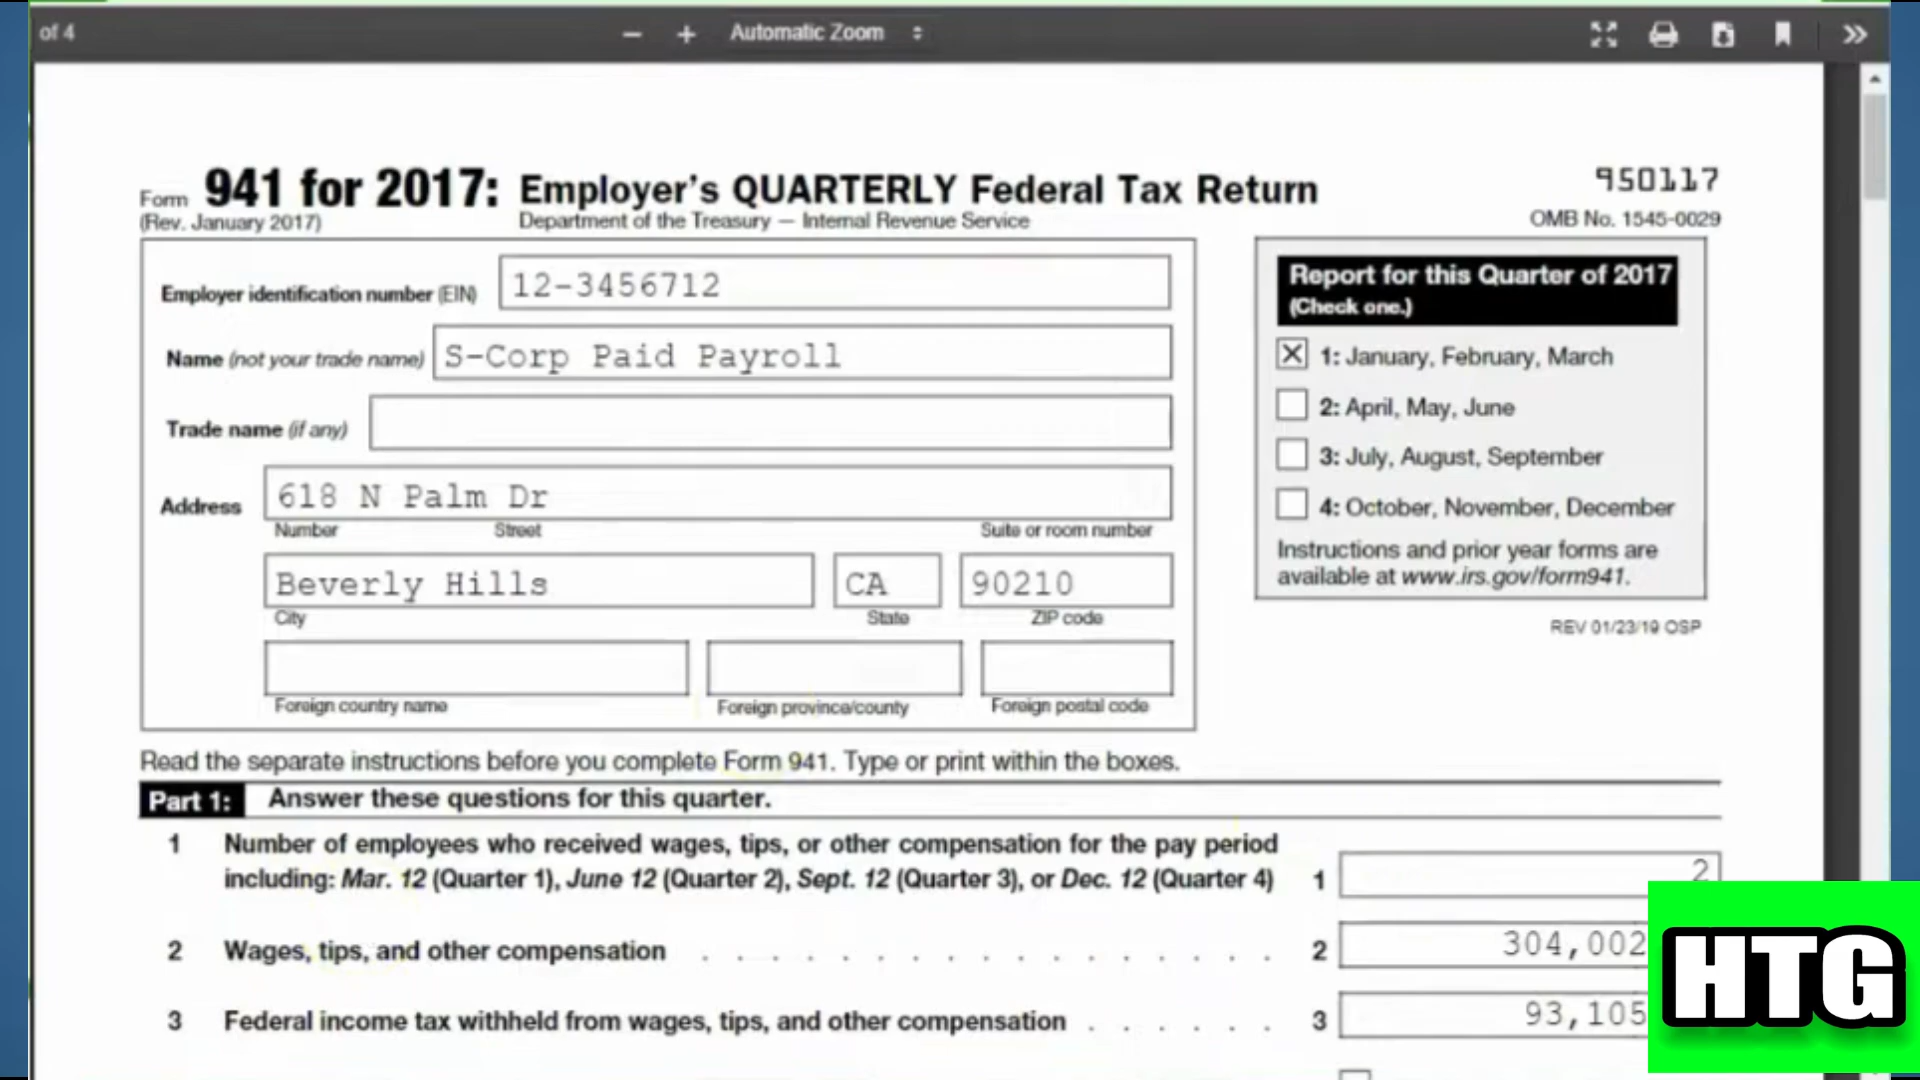 of 4
Automatic Zoom
Form 941 for 2017: Employer's QUARTERLY Federal Tax Return
(Rev. January 2017)
Department of the Treasury — Internal Revenue Service
950117
OMB No. 1545-0029
Employer identification number (EIN) 12-3456712
Name (not your trade name) S-Corp Paid Payroll
Trade name (if any)
Address 618 N Palm Dr
Number Street Suite or room number
Beverly Hills CA 90210
City State ZIP code
Foreign country name Foreign province/county Foreign postal code
Report for this Quarter of 2017
(Check one.)
X 1: January, February, March
2: April, May, June
3: July, August, September
4: October, November, December
Instructions and prior year forms are
available at www.irs.gov/form941.
REV 01/23/19 OSP
Read the separate instructions before you complete Form 941. Type or print within the boxes.
Part 1: Answer these questions for this quarter.
1 Number of employees who received wages, tips, or other compensation for the pay period
including: Mar. 12 (Quarter 1), June 12 (Quarter 2), Sept. 12 (Quarter 3), or Dec. 12 (Quarter 4) 1 2
2 Wages, tips, and other compensation . . . . . . . . . . . . . . . . . 2 304,002
3 Federal income tax withheld from wages, tips, and other compensation . . . . . . 3 93,105
HTG